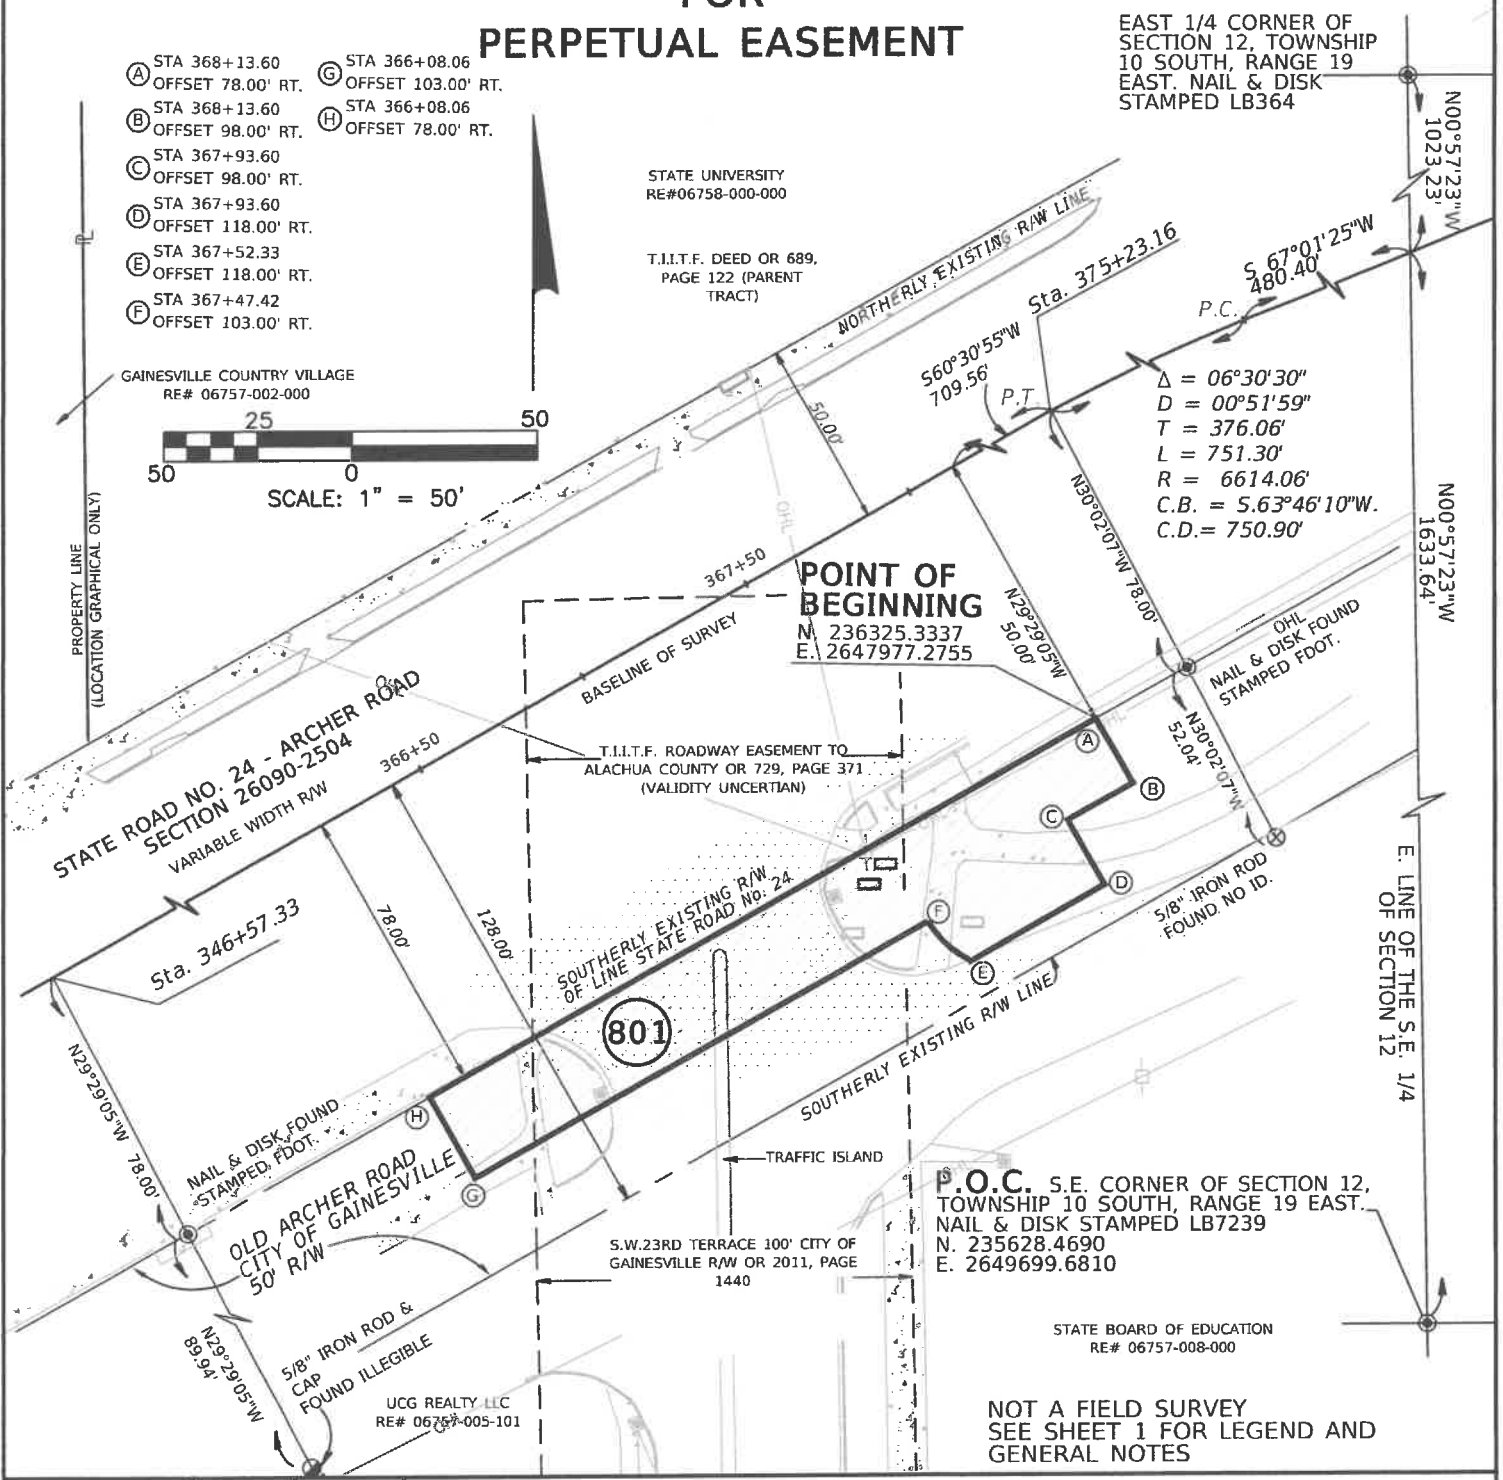 FOR
PERPETUAL EASEMENT
EAST 1/4 CORNER OF
SECTION 12, TOWNSHIP
10 SOUTH, RANGE 19
EAST. NAIL & DISK
STAMPED LB364
A STA 368+13.60
OFFSET 78.00' RT.
B STA 368+13.60
OFFSET 98.00' RT.
C STA 367+93.60
OFFSET 98.00' RT.
D STA 367+93.60
OFFSET 118.00' RT.
E STA 367+52.33
OFFSET 118.00' RT.
F STA 367+47.42
OFFSET 103.00' RT.
G STA 366+08.06
OFFSET 103.00' RT.
H STA 366+08.06
OFFSET 78.00' RT.
STATE UNIVERSITY
RE#06758-000-000
T.I.I.T.F. DEED OR 689,
PAGE 122 (PARENT
TRACT)
N00°57'23"W
1023.23'
NORTHERLY EXISTING R/W LINE
Sta. 375+23.16
S 67°01'25"W
480.40'
P.C.
S60°30'55"W
709.56'
P.T.
Δ = 06°30'30"
D = 00°51'59"
T = 376.06'
L = 751.30'
R = 6614.06'
C.B. = S.63°46'10"W.
C.D.= 750.90'
PL
GAINESVILLE COUNTRY VILLAGE
RE# 06757-002-000
25
50
50
0
SCALE: 1" = 50'
PROPERTY LINE
(LOCATION GRAPHICAL ONLY)
50.00'
OHL
367+50
POINT OF
BEGINNING
N. 236325.3337
E. 2647977.2755
N29°29'05"W
50.00'
N30°02'07"W 78.00'
N00°57'23"W
1633.64'
OHL
NAIL & DISK FOUND
STAMPED FDOT.
BASELINE OF SURVEY
STATE ROAD NO. 24 - ARCHER ROAD
SECTION 26090-2504
VARIABLE WIDTH R/W
366+50
T.I.I.T.F. ROADWAY EASEMENT TO
ALACHUA COUNTY OR 729, PAGE 371
(VALIDITY UNCERTIAN)
OHL
A
B
C
D
E
F
N30°02'07"W
52.04'
Sta. 346+57.33
78.00'
128.00'
SOUTHERLY EXISTING R/W
OF LINE STATE ROAD No. 24
5/8" IRON ROD
FOUND NO ID.
E. LINE OF THE S.E. 1/4
OF SECTION 12
801
SOUTHERLY EXISTING R/W LINE
N29°29'05"W 78.00'
NAIL & DISK FOUND
STAMPED FDOT.
H
G
OLD ARCHER ROAD
CITY OF GAINESVILLE
50' R/W
TRAFFIC ISLAND
P.O.C. S.E. CORNER OF SECTION 12,
TOWNSHIP 10 SOUTH, RANGE 19 EAST.
NAIL & DISK STAMPED LB7239
N. 235628.4690
E. 2649699.6810
S.W.23RD TERRACE 100' CITY OF
GAINESVILLE R/W OR 2011, PAGE
1440
N29°29'05"W
89.94'
5/8" IRON ROD &
CAP
FOUND ILLEGIBLE
UCG REALTY LLC
RE# 06757-005-101
STATE BOARD OF EDUCATION
RE# 06757-008-000
NOT A FIELD SURVEY
SEE SHEET 1 FOR LEGEND AND
GENERAL NOTES